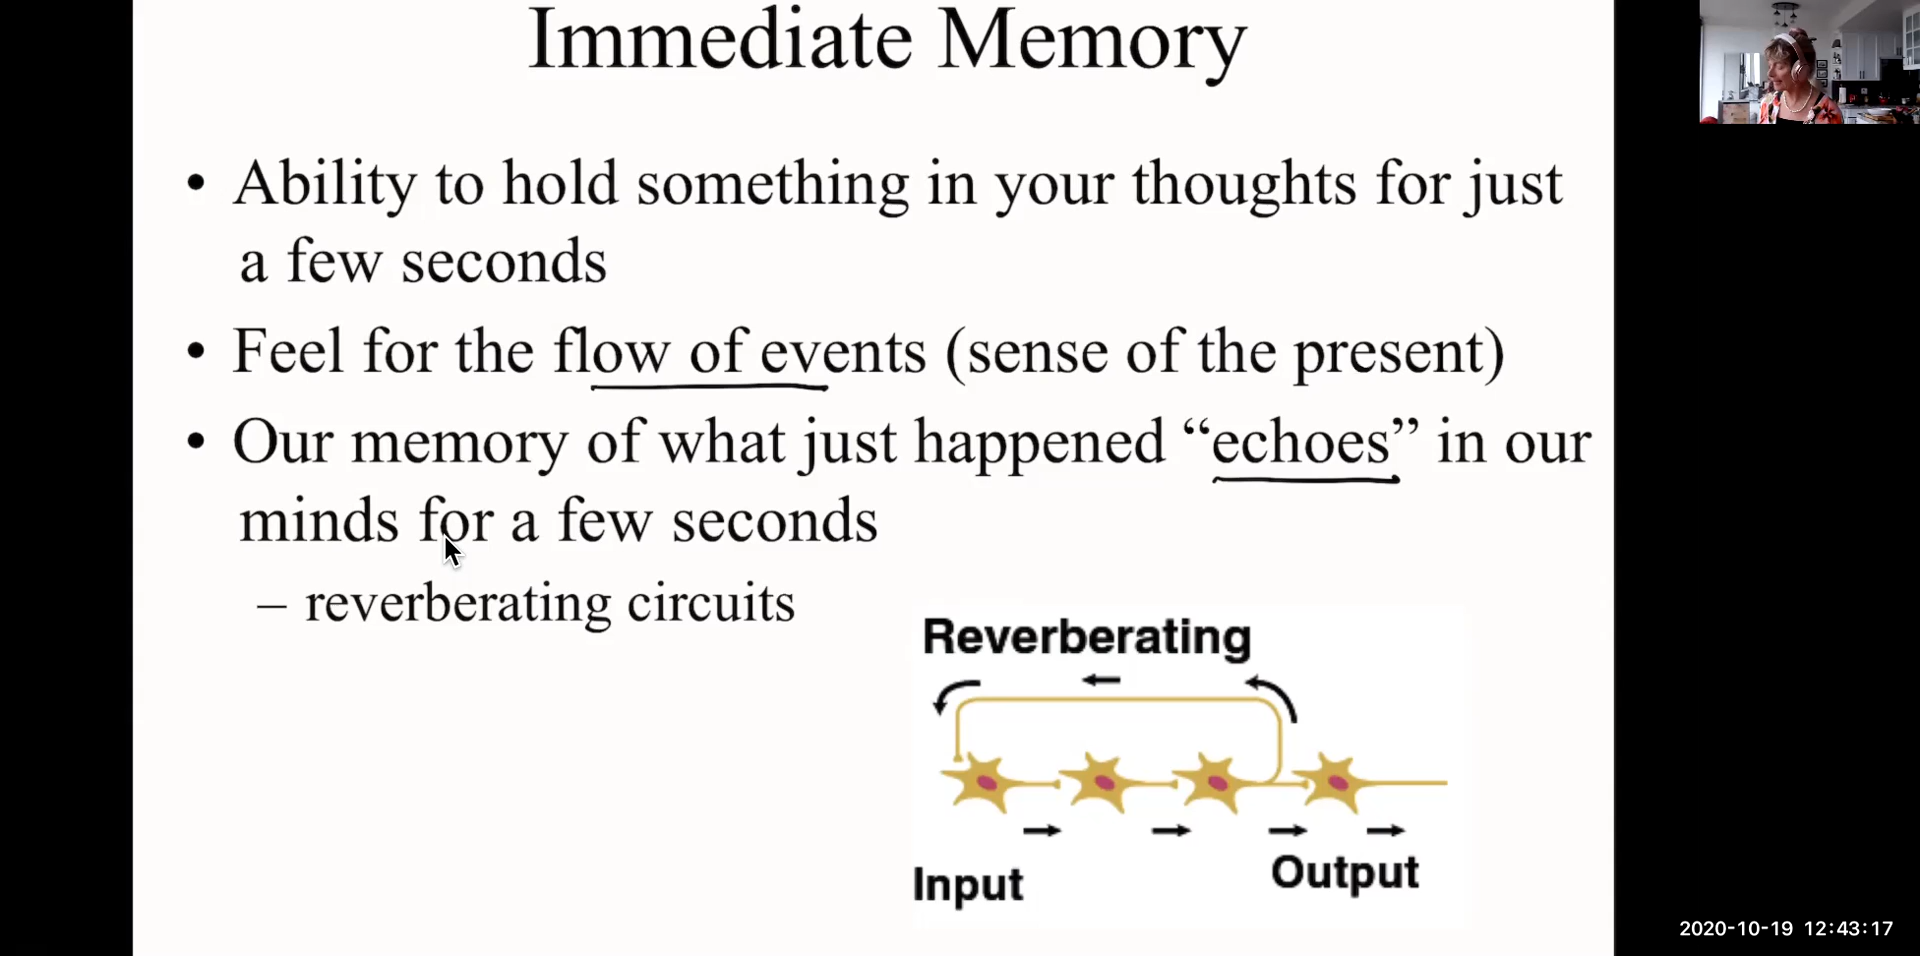 Immediate Memory
• Ability to hold something in your thoughts for just
a few seconds
• Feel for the flow of events (sense of the present)
• Our memory of what just happened “echoes” in our
minds for a few seconds
– reverberating circuits
Reverberating
Input
Output
2020-10-19 12:43:17